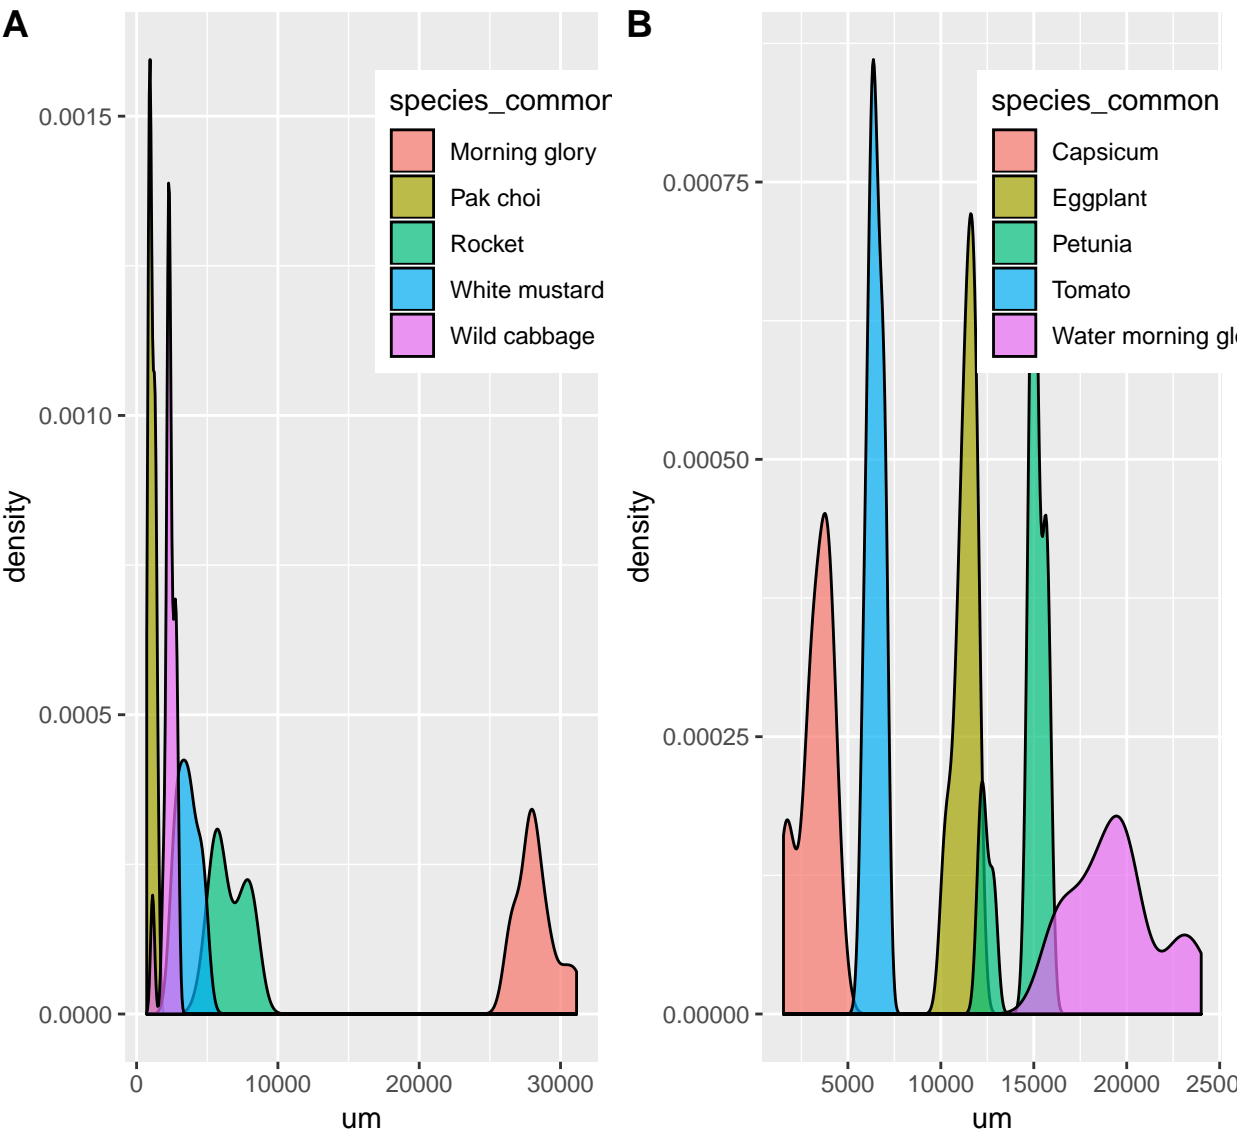 A
species_common
Morning glory
Pak choi
Rocket
White mustard
Wild cabbage
0.0015
0.0010
0.0005
0.0000
density
0
10000
20000
30000
um
B
species_common
Capsicum
Eggplant
Petunia
Tomato
Water morning gl
0.00075
0.00050
0.00025
0.00000
density
5000
10000
15000
20000
2500
um